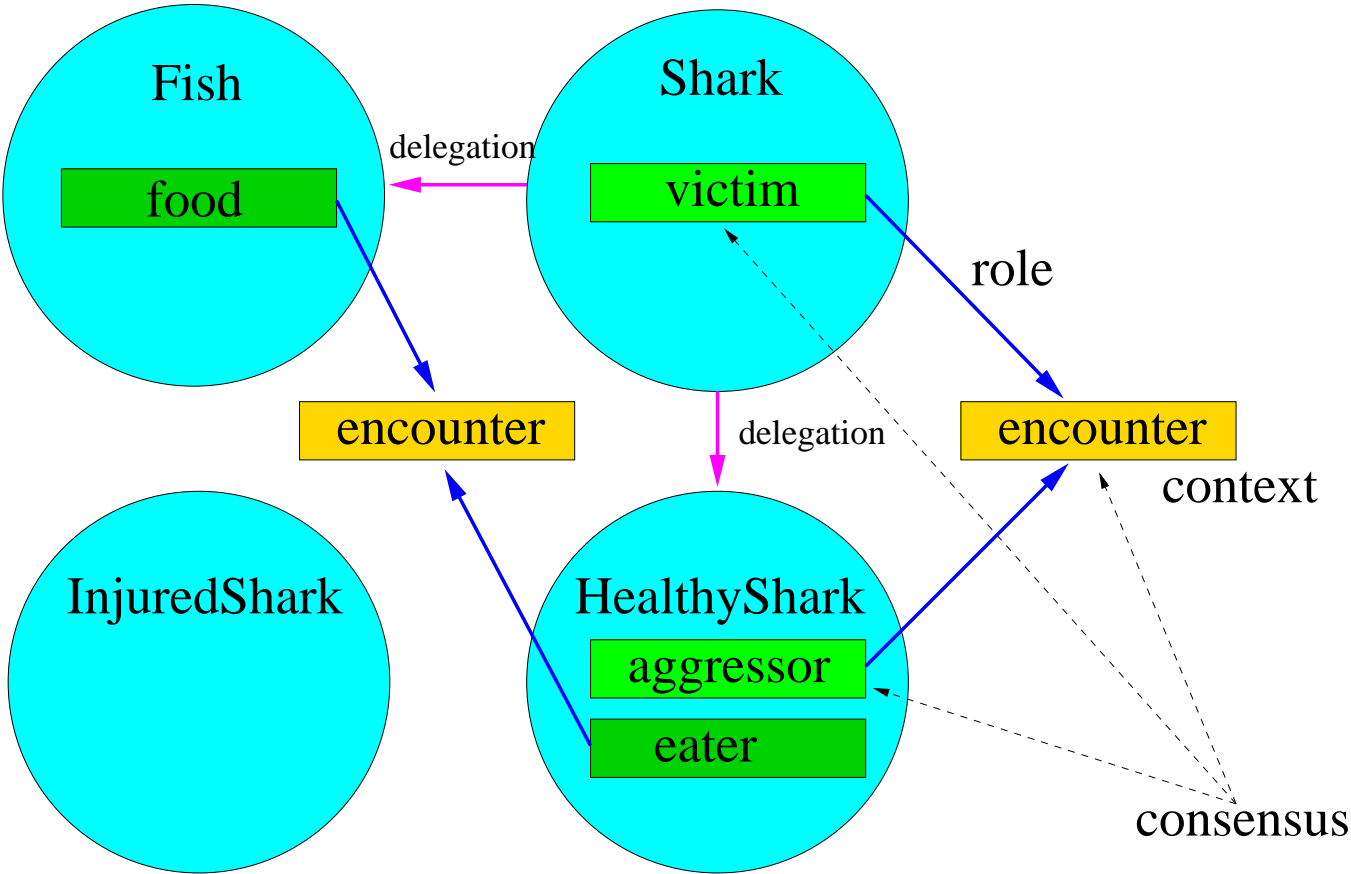 Fish
Shark
delegation
food
victim
role
encounter
delegation
encounter
context
InjuredShark
HealthyShark
aggressor
eater
consensus